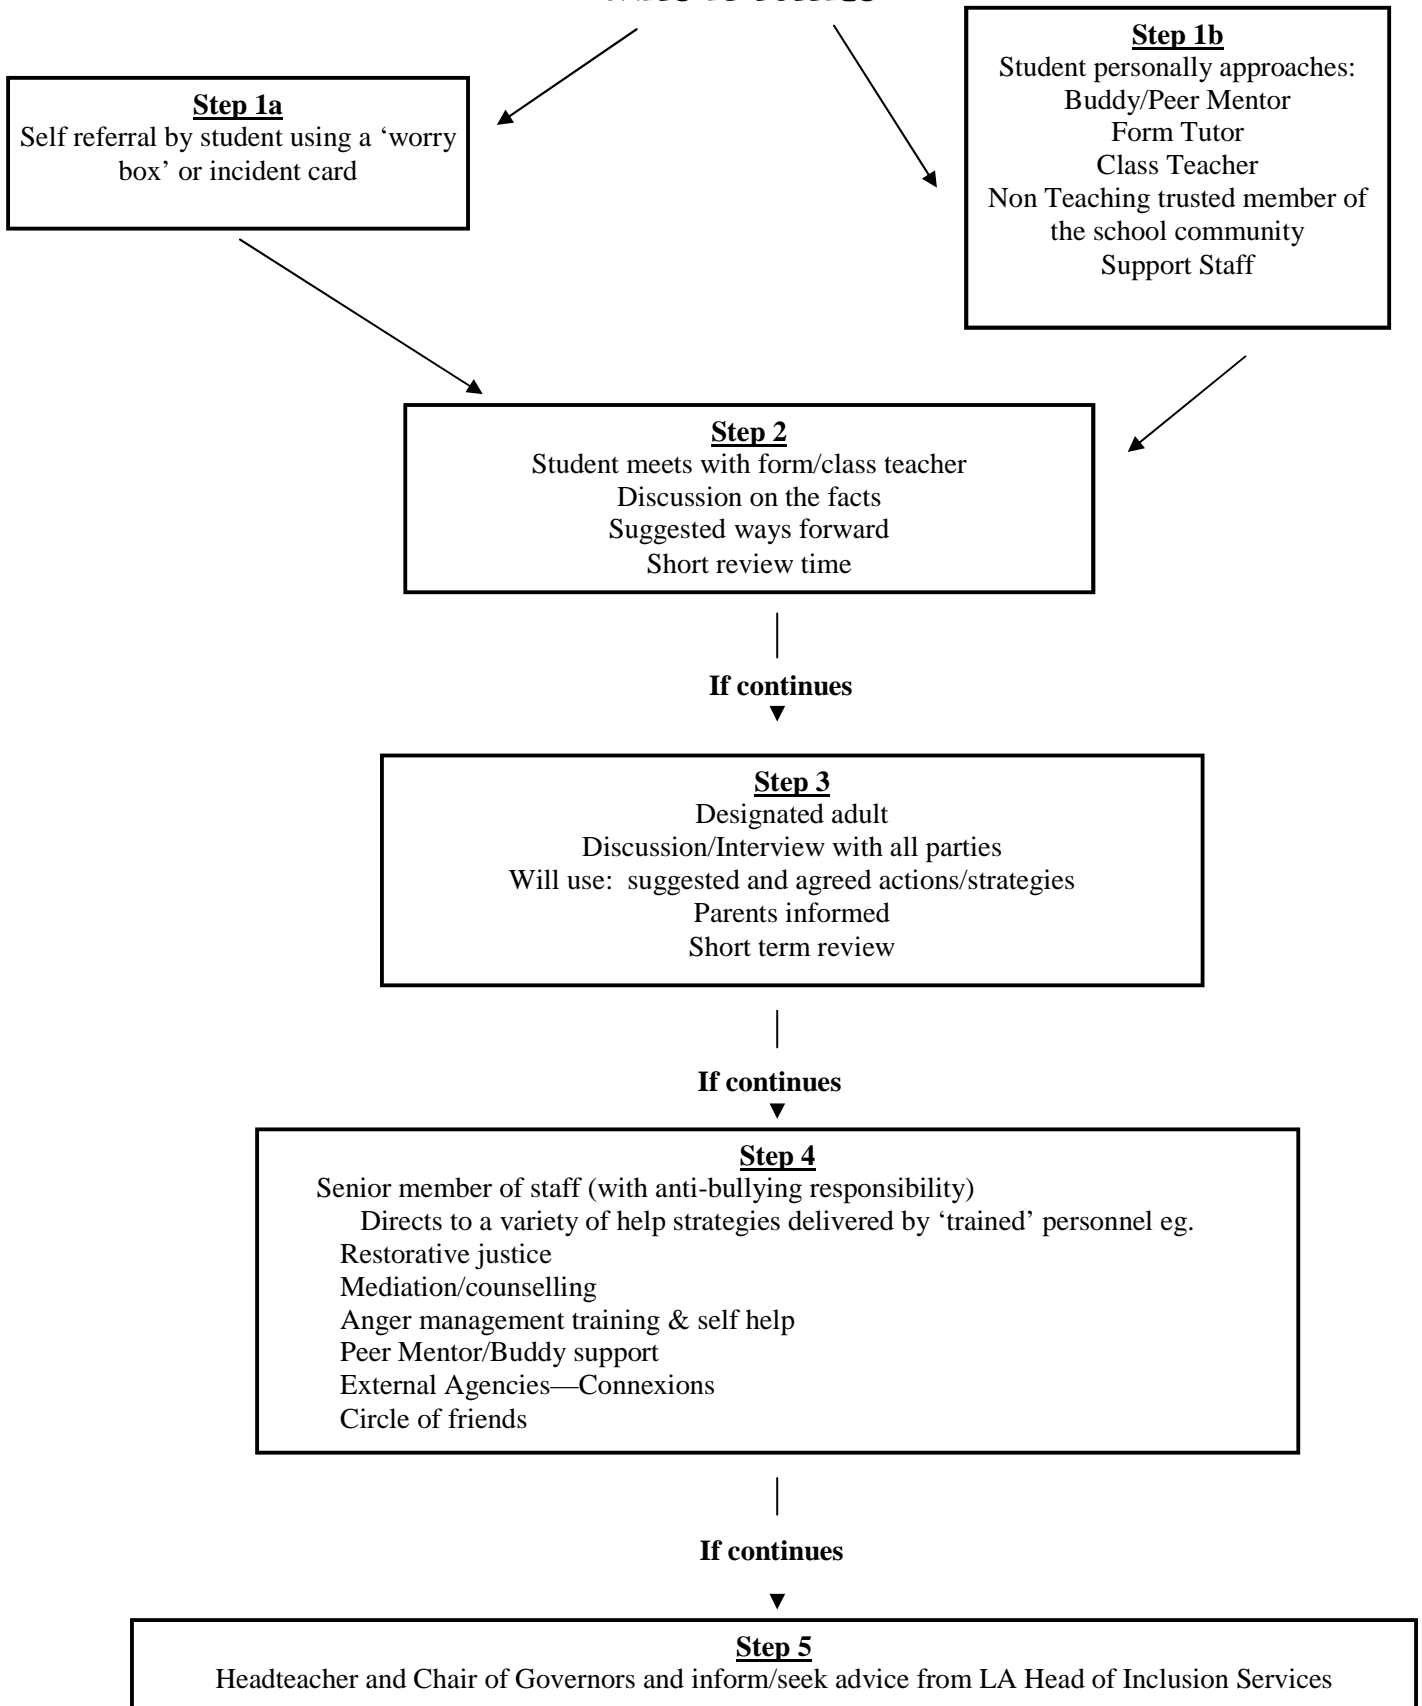 Step 1a
Self referral by student using a ‘worry
box’ or incident card
Step 1b
Student personally approaches:
Buddy/Peer Mentor
Form Tutor
Class Teacher
Non Teaching trusted member of
the school community
Support Staff
Step 2
Student meets with form/class teacher
Discussion on the facts
Suggested ways forward
Short review time
If continues
Step 3
Designated adult
Discussion/Interview with all parties
Will use:  suggested and agreed actions/strategies
Parents informed
Short term review
If continues
Step 4
Senior member of staff (with anti-bullying responsibility)
Directs to a variety of help strategies delivered by ‘trained’ personnel eg.
Restorative justice
Mediation/counselling
Anger management training & self help
Peer Mentor/Buddy support
External Agencies—Connexions
Circle of friends
If continues
Step 5
Headteacher and Chair of Governors and inform/seek advice from LA Head of Inclusion Services